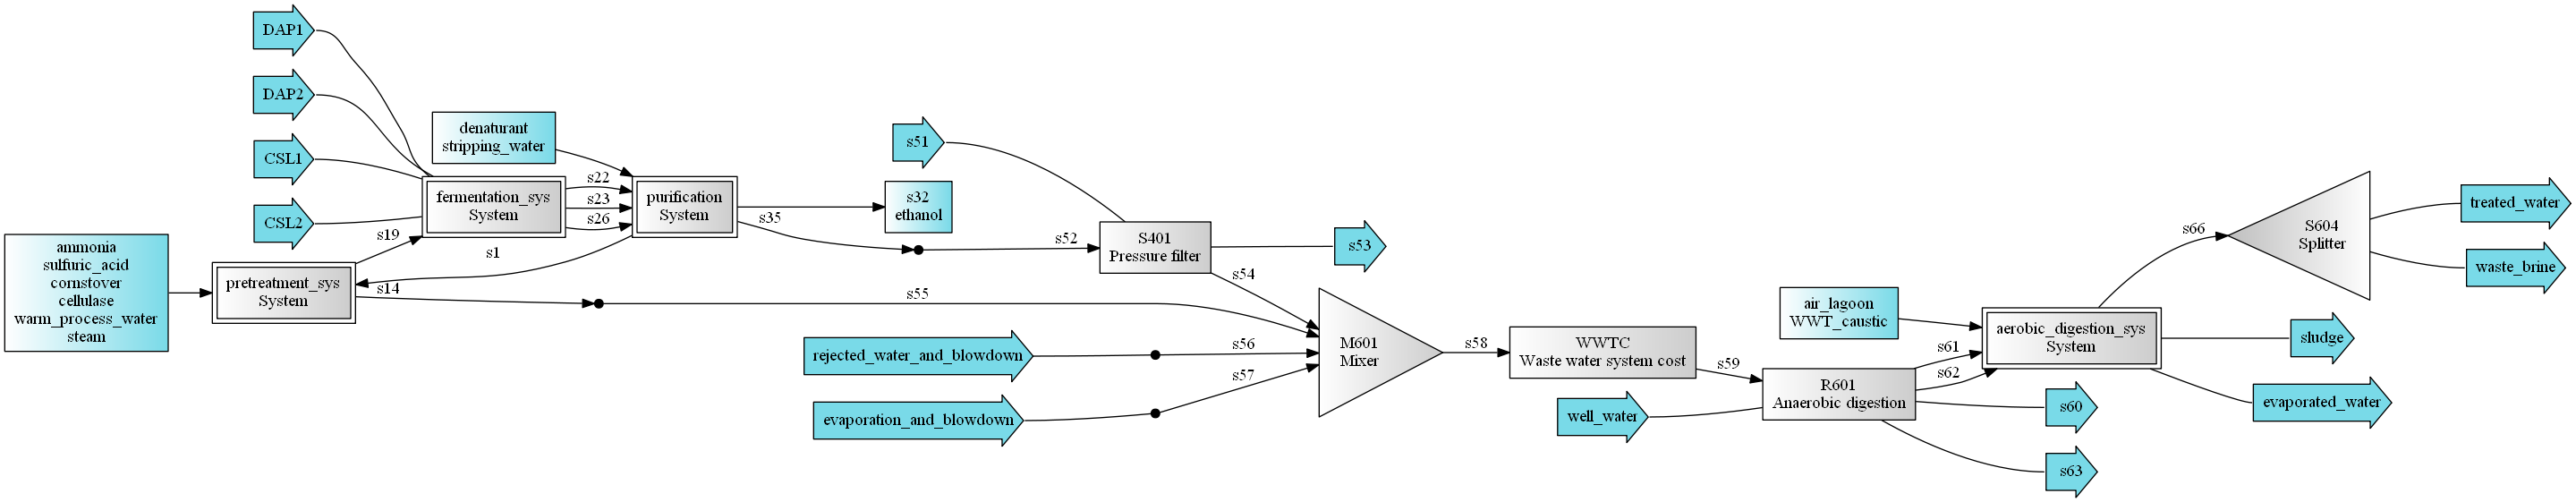 DAP1
DAP2
CSL1
CSL2
ammonia
sulfuric_acid
cornstover
cellulase
warm_process_water
steam
pretreatment_sys
System
s19
s14
s1
denaturant
stripping_water
fermentation_sys
System
s22
s23
s26
purification
System
s35
s32
ethanol
s51
s52
S401
Pressure filter
s53
s54
s55
rejected_water_and_blowdown
s56
evaporation_and_blowdown
s57
M601
Mixer
s58
WWTC
Waste water system cost
s59
well_water
R601
Anaerobic digestion
air_lagoon
WWT_caustic
s61
s62
s60
s63
aerobic_digestion_sys
System
s66
S604
Splitter
treated_water
waste_brine
sludge
evaporated_water